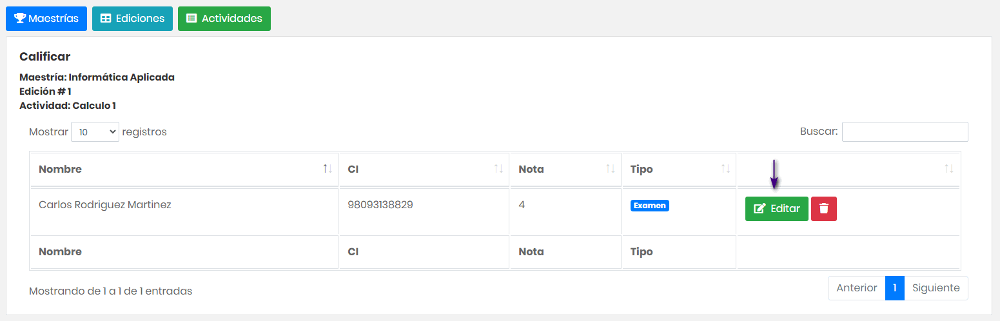 Maestrías Ediciones Actividades
Calificar
Maestría: Informática Aplicada
Edición # 1
Actividad: Calculo 1
Mostrar 10 registros Buscar:
Nombre CI Nota Tipo
Carlos Rodriguez Martinez 98093138829 4 Examen Editar
Nombre CI Nota Tipo
Mostrando de 1 a 1 de 1 entradas
Anterior 1 Siguiente